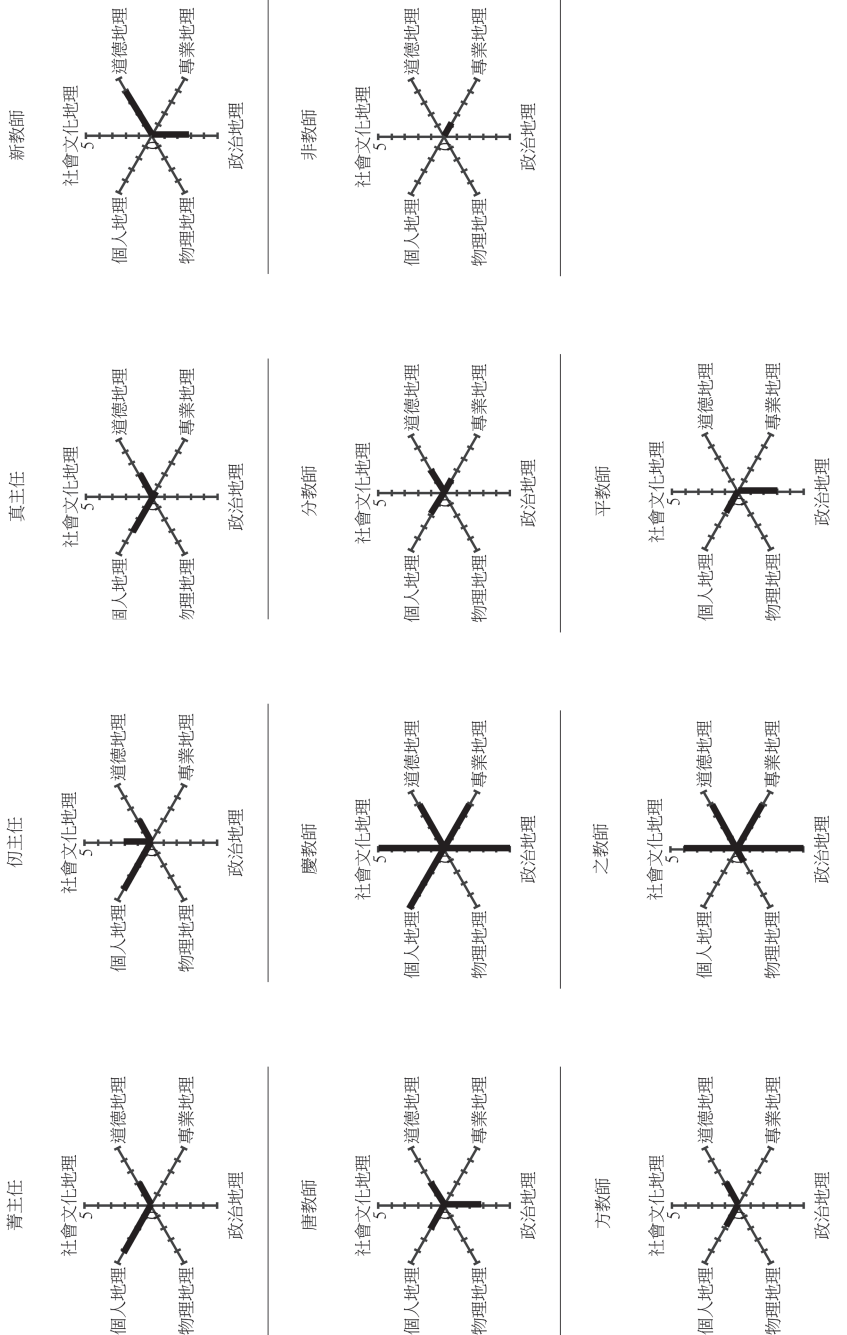 菁主任
社會文化地理
5
個人地理
道德地理
0
物理地理
專業地理
政治地理
仞主任
社會文化地理
5
個人地理
道德地理
0
物理地理
專業地理
政治地理
真主任
社會文化地理
5
固人地理
道德地理
0
勿理地理
專業地理
政治地理
新教師
社會文化地理
5
個人地理
道德地理
0
物理地理
專業地理
政治地理
唐教師
社會文化地理
5
個人地理
道德地理
0
物理地理
專業地理
政治地理
慶教師
社會文化地理
5
個人地理
道德地理
0
物理地理
專業地理
政治地理
分教師
社會文化地理
5
個人地理
道德地理
0
物理地理
專業地理
政治地理
非教師
社會文化地理
5
個人地理
道德地理
0
物理地理
專業地理
政治地理
方教師
社會文化地理
5
個人地理
道德地理
0
物理地理
專業地理
政治地理
之教師
社會文化地理
5
個人地理
道德地理
0
物理地理
專業地理
政治地理
平教師
社會文化地理
5
個人地理
道德地理
0
物理地理
專業地理
政治地理